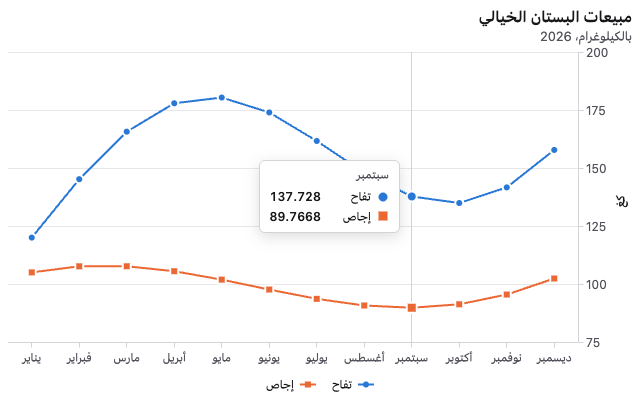 مبيعات البستان الخيالي
بالكيلوغرام، 2026
200
175
150
125
100
75
كغ
سبتمبر
تفاح 137.728
إجاص 89.7668
يناير فبراير مارس أبريل مايو يونيو يوليو أغسطس سبتمبر أكتوبر نوفمبر ديسمبر
تفاح إجاص